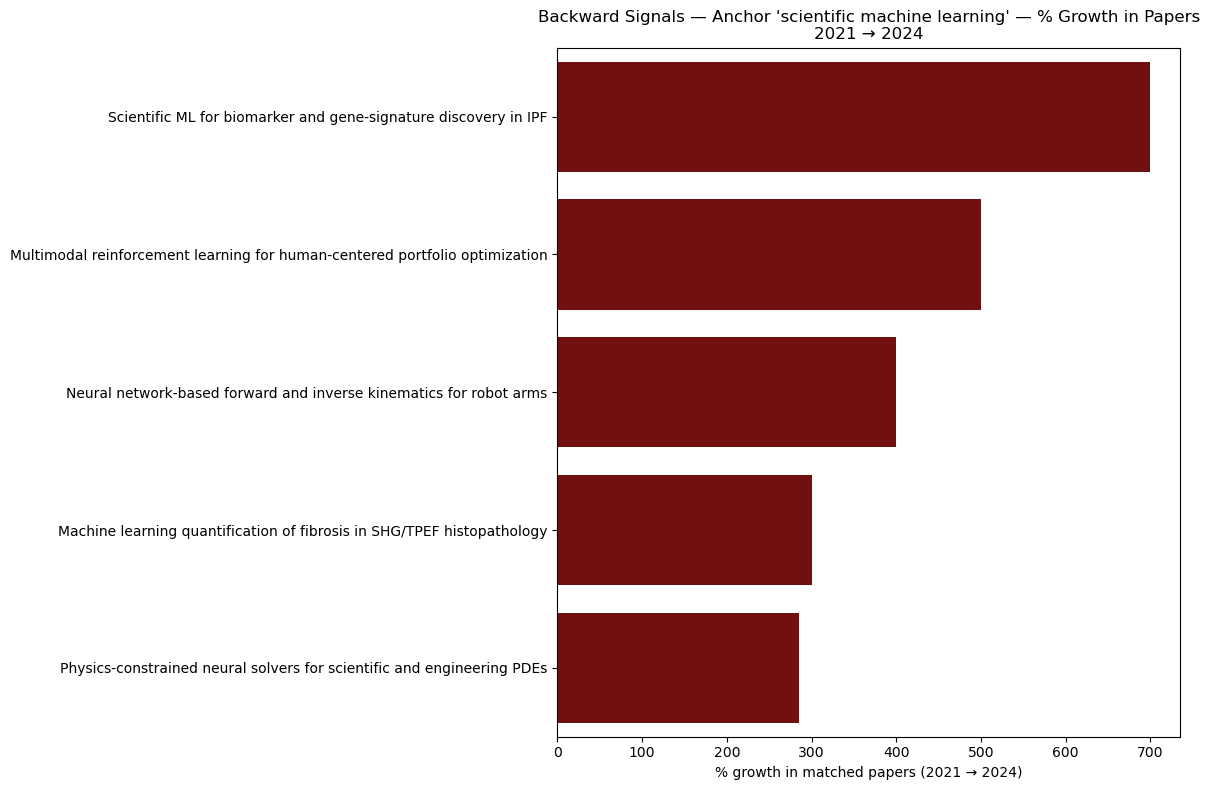 Backward Signals — Anchor 'scientific machine learning' — % Growth in Papers
2021 → 2024
Scientific ML for biomarker and gene-signature discovery in IPF
Multimodal reinforcement learning for human-centered portfolio optimization
Neural network-based forward and inverse kinematics for robot arms
Machine learning quantification of fibrosis in SHG/TPEF histopathology
Physics-constrained neural solvers for scientific and engineering PDEs
0 100 200 300 400 500 600 700
% growth in matched papers (2021 → 2024)